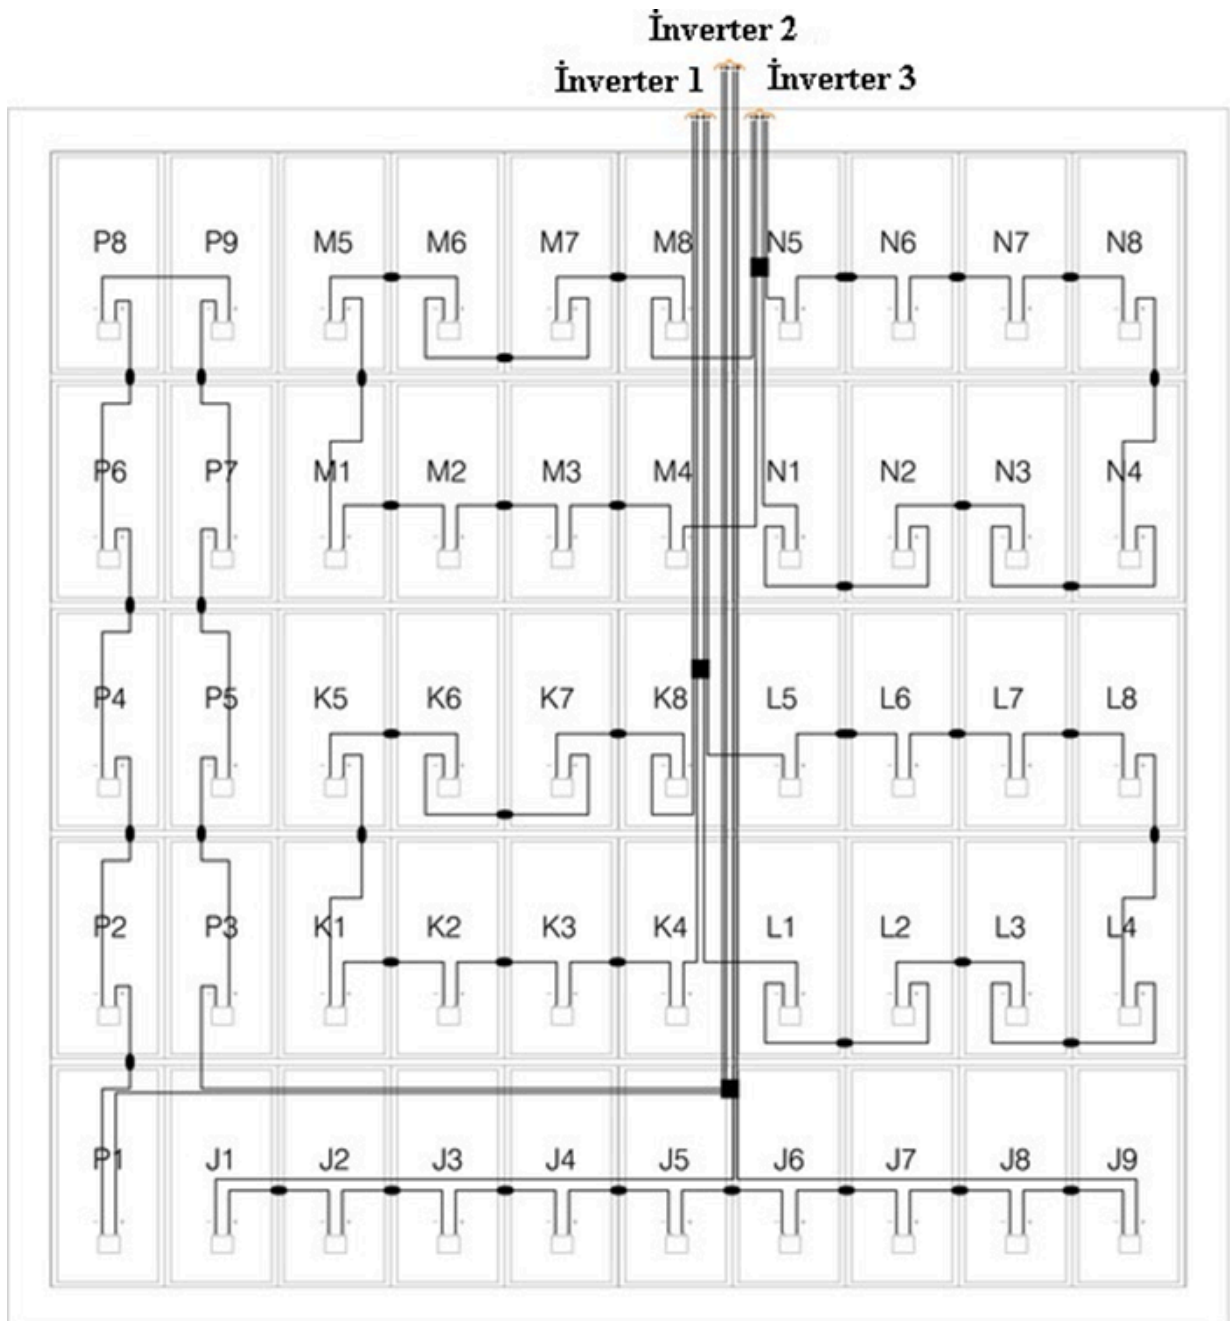 İnverter 2
İnverter 1 İnverter 3
P8 P9 M5 M6 M7 M8 N5 N6 N7 N8
P6 P7 M1 M2 M3 M4 N1 N2 N3 N4
P4 P5 K5 K6 K7 K8 L5 L6 L7 L8
P2 P3 K1 K2 K3 K4 L1 L2 L3 L4
P1 J1 J2 J3 J4 J5 J6 J7 J8 J9